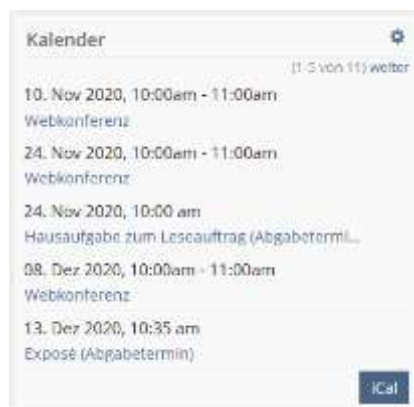 Kalender
(1-5 von 11) weiter
10. Nov 2020, 10:00am - 11:00am
Webkonferenz
24. Nov 2020, 10:00am - 11:00am
Webkonferenz
24. Nov 2020, 10:00 am
Hausaufgabe zum Leseauftrag (Abgabetermi...
08. Dez 2020, 10:00am - 11:00am
Webkonferenz
13. Dez 2020, 10:35 am
Exposé (Abgabetermin)
iCal